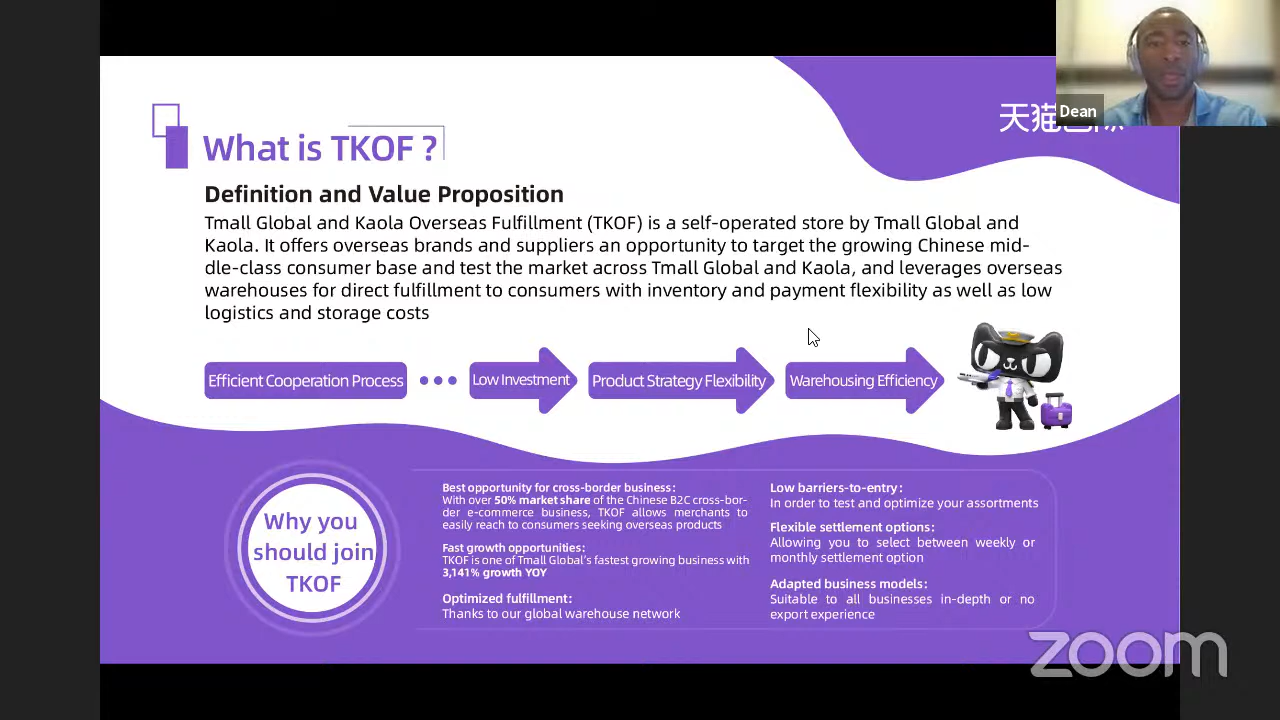 What is TKOF ?
Definition and Value Proposition
Tmall Global and Kaola Overseas Fulfillment (TKOF) is a self-operated store by Tmall Global and
Kaola. It offers overseas brands and suppliers an opportunity to target the growing Chinese mid-
dle-class consumer base and test the market across Tmall Global and Kaola, and leverages overseas
warehouses for direct fulfillment to consumers with inventory and payment flexibility as well as low
logistics and storage costs
Efficient Cooperation Process
Low Investment
Product Strategy Flexibility
Warehousing Efficiency
Why you
should join
TKOF
Best opportunity for cross-border business:
With over 50% market share of the Chinese B2C cross-bor-
der e-commerce business, TKOF allows merchants to
easily reach to consumers seeking overseas products
Fast growth opportunities:
TKOF is one of Tmall Global's fastest growing business with
3,141% growth YOY
Optimized fulfillment:
Thanks to our global warehouse network
Low barriers-to-entry:
In order to test and optimize your assortments
Flexible settlement options:
Allowing you to select between weekly or
monthly settlement option
Adapted business models:
Suitable to all businesses in-depth or no
export experience
天猫
Dean
zoom